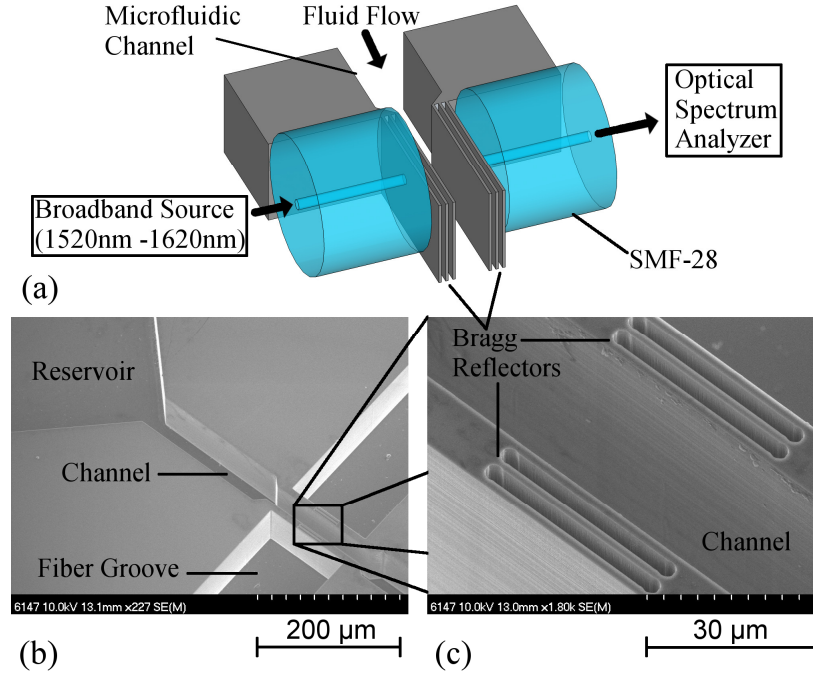 Microfluidic
Channel
Fluid Flow
Optical
Spectrum
Analyzer
Broadband Source
(1520nm -1620nm)
SMF-28
(a)
Bragg
Reflectors
Reservoir
Channel
Fiber Groove
6147 10.0kV 13.1mm x227 SE(M)
200 µm
(b)
Channel
6147 10.0kV 13.0mm x1.80k SE(M)
30 µm
(c)